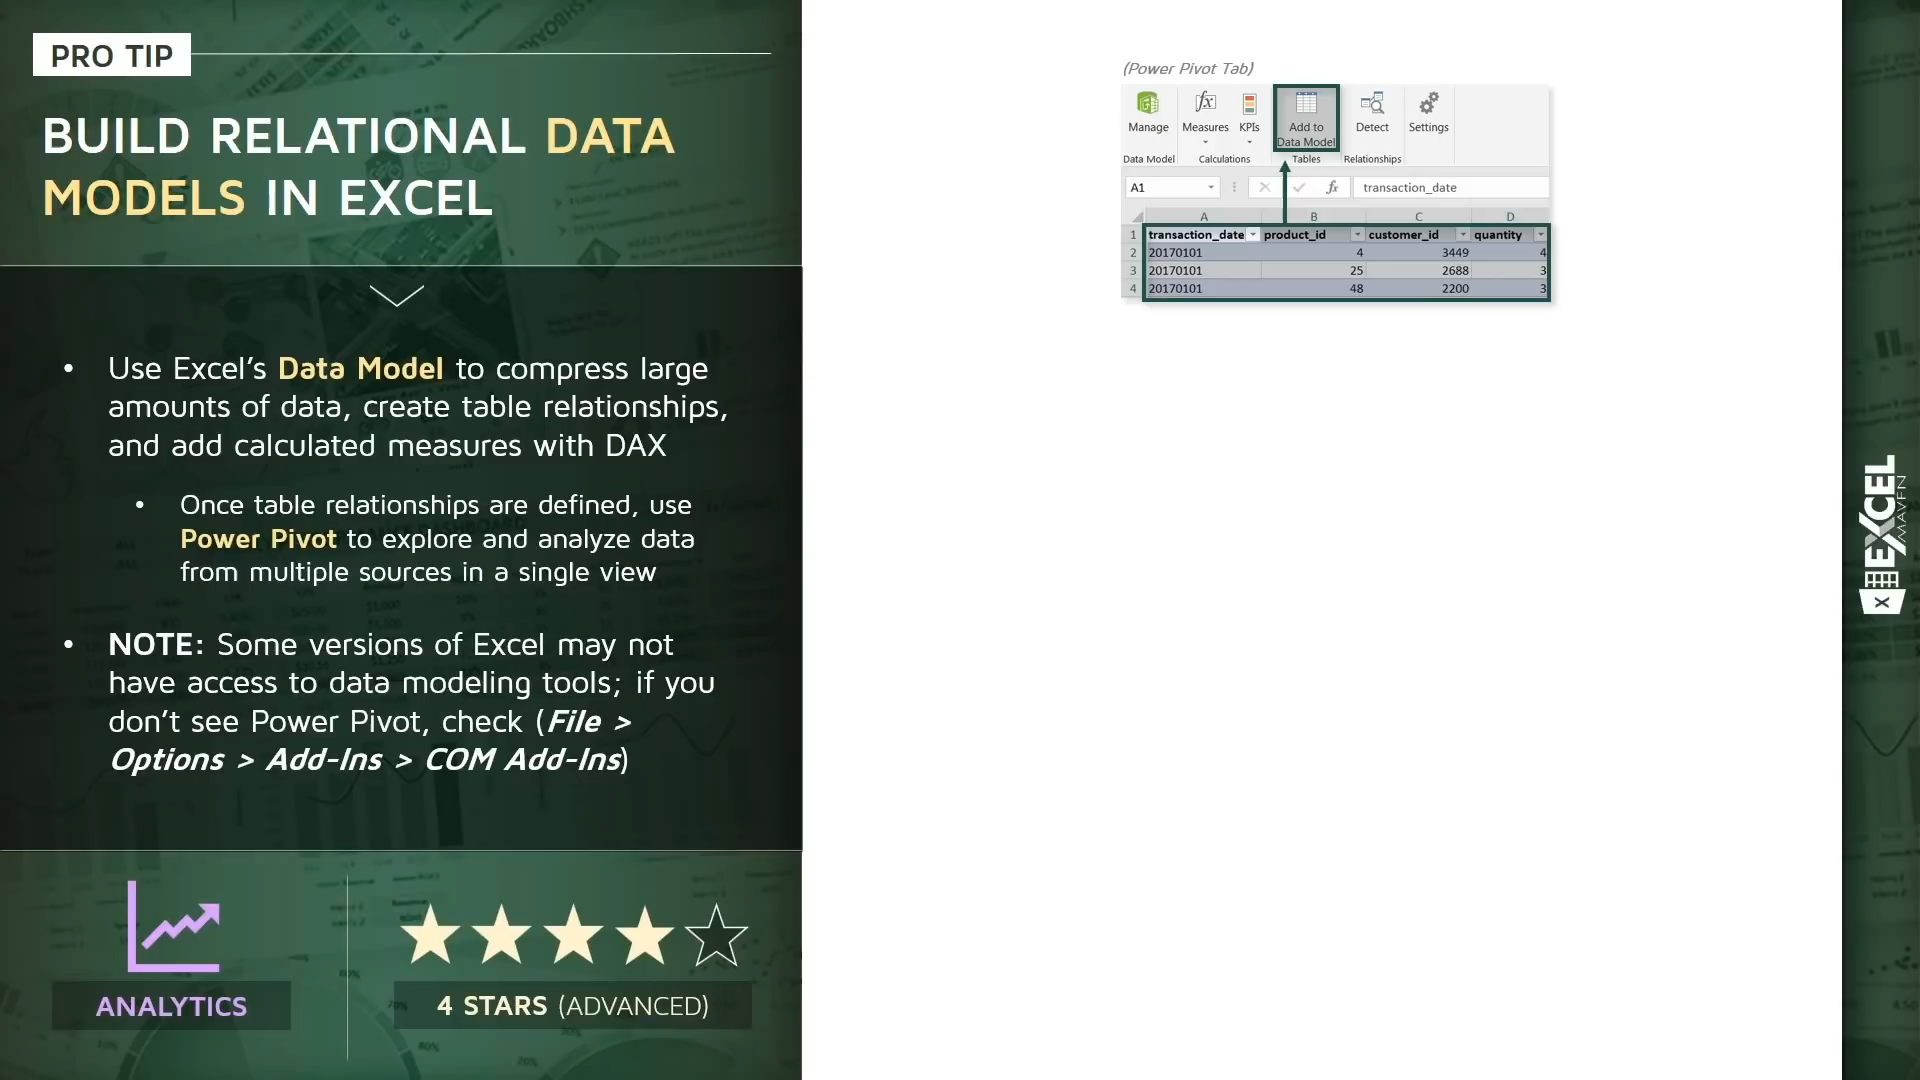 PRO TIP
BUILD RELATIONAL DATA
MODELS IN EXCEL
• Use Excel’s Data Model to compress large
amounts of data, create table relationships,
and add calculated measures with DAX
• Once table relationships are defined, use
Power Pivot to explore and analyze data
from multiple sources in a single view
• NOTE: Some versions of Excel may not
have access to data modeling tools; if you
don’t see Power Pivot, check (File >
Options > Add-Ins > COM Add-Ins)
ANALYTICS
4 STARS (ADVANCED)
(Power Pivot Tab)
Manage Measures KPIs Add to Detect Settings
Data Model
Data Model Calculations Tables Relationships
A1 fx transaction_date
A B C D
1 transaction_date product_id customer_id quantity
2 20170101 4 3449 4
3 20170101 25 2688 3
4 20170101 48 2200 3
EXCEL
MAVEN